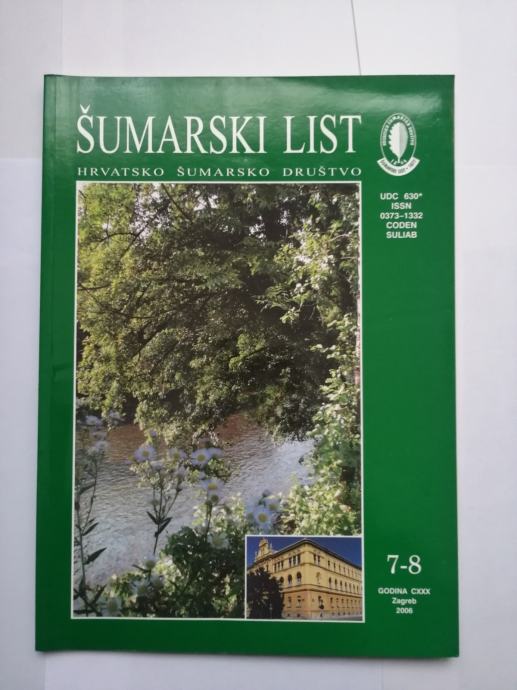 ŠUMARSKI LIST
HRVATSKO ŠUMARSKO DRUŠTVO
UDC 630*
ISSN
0373-1332
CODEN
SULIAB
7-8
GODINA CXXX
Zagreb
2006